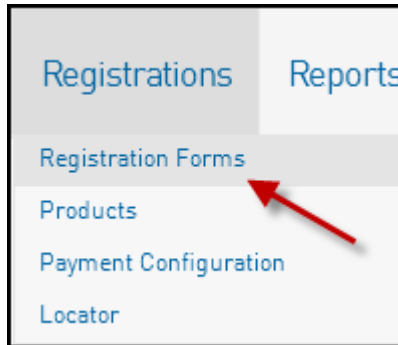 Registrations Reports
Registration Forms
Products
Payment Configuration
Locator